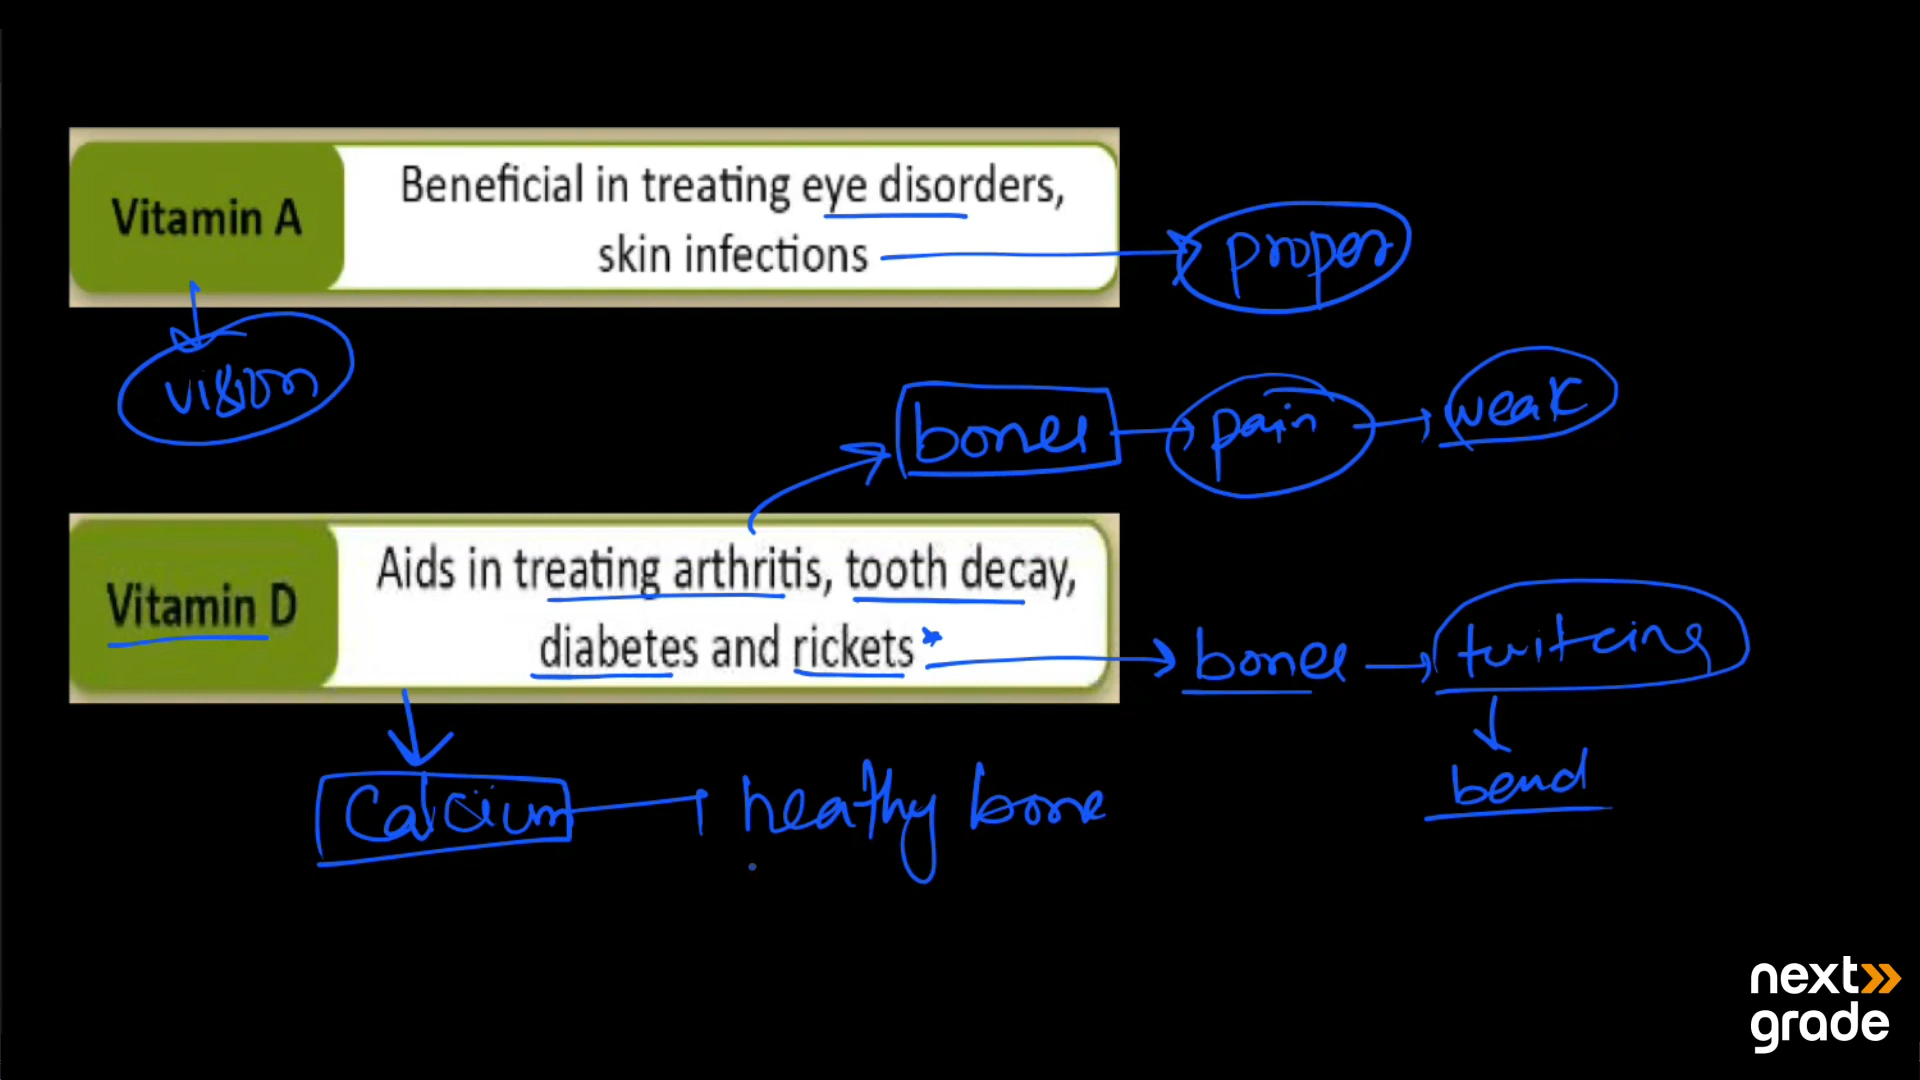 Vitamin A
Beneficial in treating eye disorders,
skin infections
proper
vision
bones
pain
weak
Vitamin D
Aids in treating arthritis, tooth decay,
diabetes and rickets*
bones
twitcing
bend
Calcium
heathy bone
next
grade